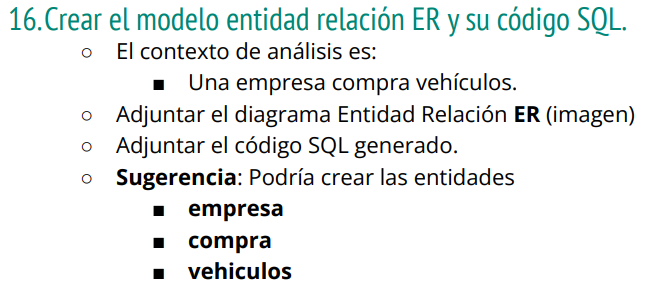 16. Crear el modelo entidad relación ER y su código SQL.
○ El contexto de análisis es:
■ Una empresa compra vehículos.
○ Adjuntar el diagrama Entidad Relación ER (imagen)
○ Adjuntar el código SQL generado.
○ Sugerencia: Podría crear las entidades
■ empresa
■ compra
■ vehiculos